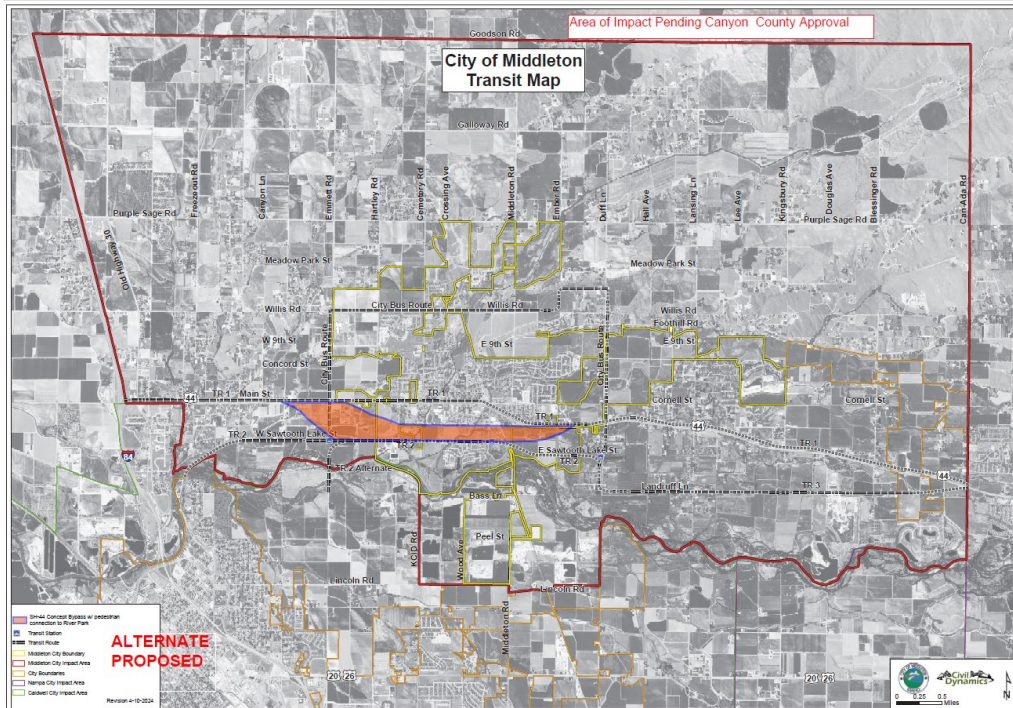 Area of Impact Pending Canyon County Approval
Goodson Rd
City of Middleton
Transit Map
Galloway Rd
Freezeout Rd
Canyon Ln
Emmett Rd
Hartley Rd
Cemetery Rd
Crossing Ave
Middleton Rd
Ember Rd
Duff Ln
Hall Ave
Lansing Ln
Lee Ave
Kingsbury Rd
Douglas Ave
Blessinger Rd
Can-Ada Rd
Purple Sage Rd
Purple Sage Rd
Old Highway 30
Meadow Park St
Meadow Park St
Willis Rd
City Bus Route
Willis Rd
Willis Rd
Foothill Rd
W 9th St
E 9th St
E 9th St
City Bus Route
City Bus Route
Concord St
44
TR 1
Main St
TR 1
Cornell St
Cornell St
TR 1
44
TR 2
W Sawtooth Lake
TR 2
E Sawtooth Lake St
TR 1
84
TR 2 Alternate
TR 2
44
Landruff Ln
TR 3
Bass Ln
KCID Rd
Wood Ave
Peel St
Lincoln Rd
Lincoln Rd
Middleton Rd
20/26
20/26
SH-44 Concept Bypass w/ pedestrian
connection to River Park
Transit Station
Transit Route
Middleton City Boundary
Middleton City Impact Area
City Boundaries
Nampa City Impact Area
Caldwell City Impact Area
Revision 4-10-2024
ALTERNATE
PROPOSED
Civil
Dynamics
0 0.25 0.5
Miles
N